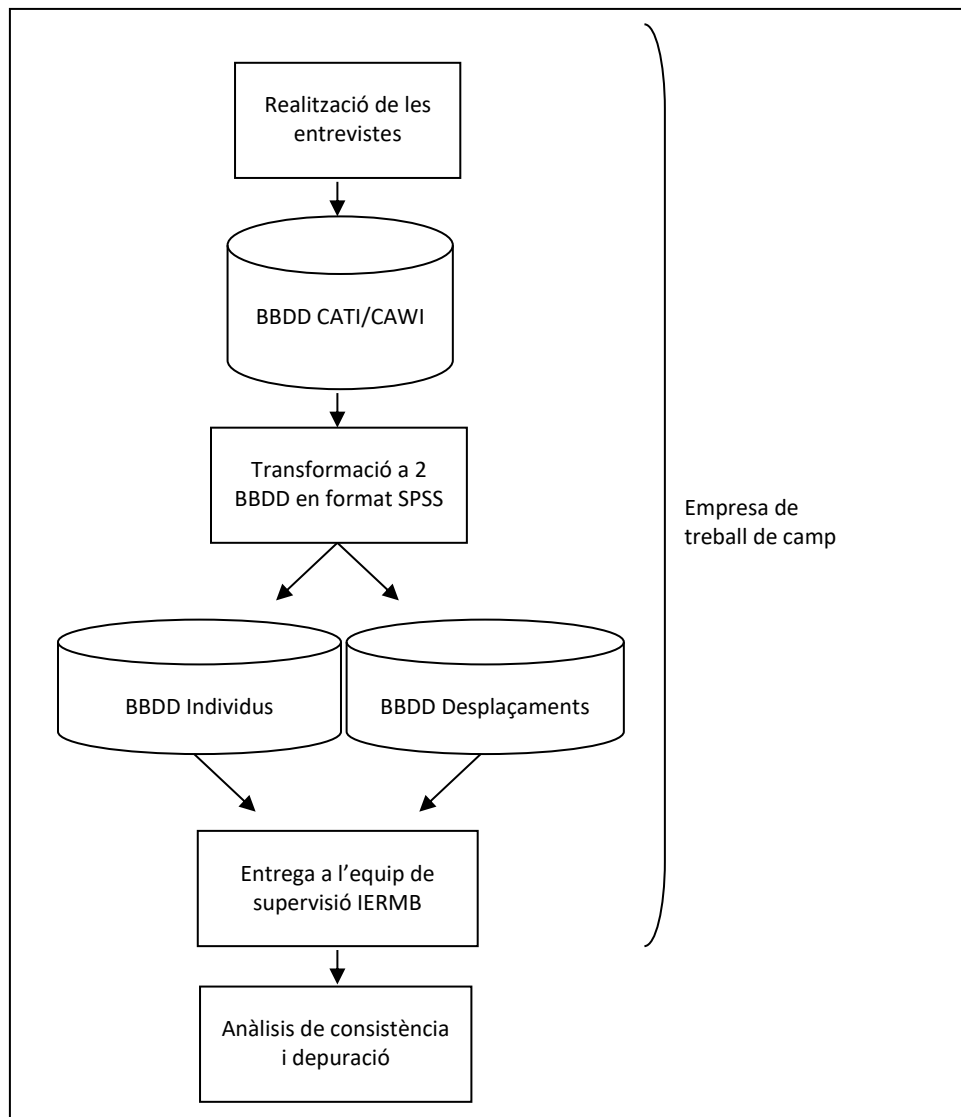 Realització de les
entrevistes
BBDD CATI/CAWI
Transformació a 2
BBDD en format SPSS
Empresa de
treball de camp
BBDD Individus
BBDD Desplaçaments
Entrega a l’equip de
supervisió IERMB
Anàlisis de consistència
i depuració